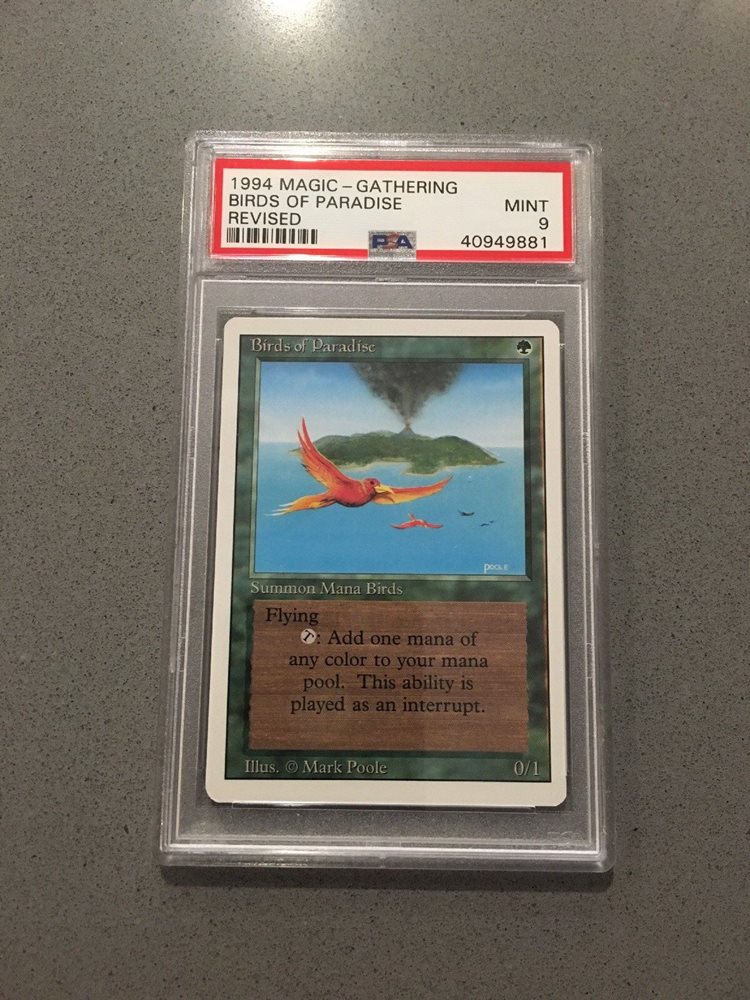 1994 MAGIC – GATHERING
BIRDS OF PARADISE MINT
REVISED 9
PSA 40949881
Birds of Paradise
POOLE
Summon Mana Birds
Flying
T: Add one mana of
any color to your mana
pool. This ability is
played as an interrupt.
Illus. © Mark Poole 0/1